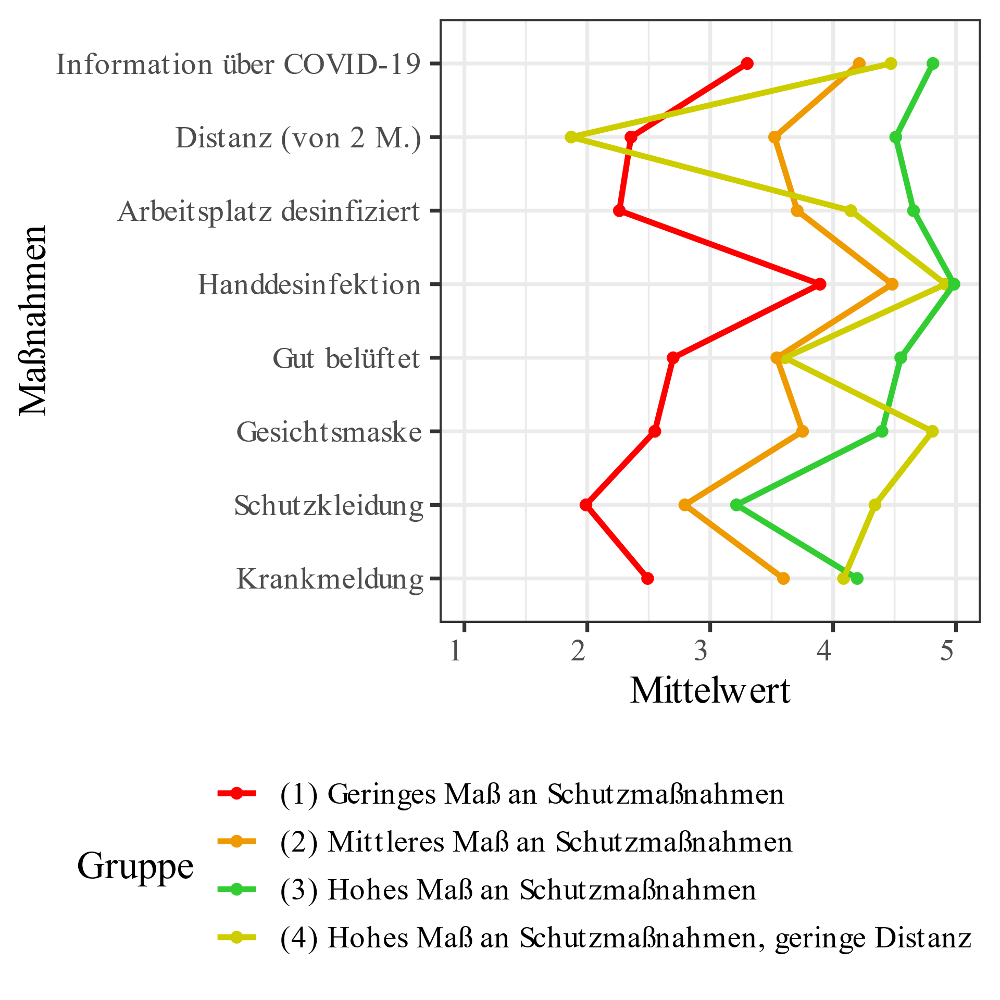 Maßnahmen
Information über COVID-19
Distanz (von 2 M.)
Arbeitsplatz desinfiziert
Handdesinfektion
Gut belüftet
Gesichtsmaske
Schutzkleidung
Krankmeldung
1 2 3 4 5
Mittelwert
Gruppe
(1) Geringes Maß an Schutzmaßnahmen
(2) Mittleres Maß an Schutzmaßnahmen
(3) Hohes Maß an Schutzmaßnahmen
(4) Hohes Maß an Schutzmaßnahmen, geringe Distanz